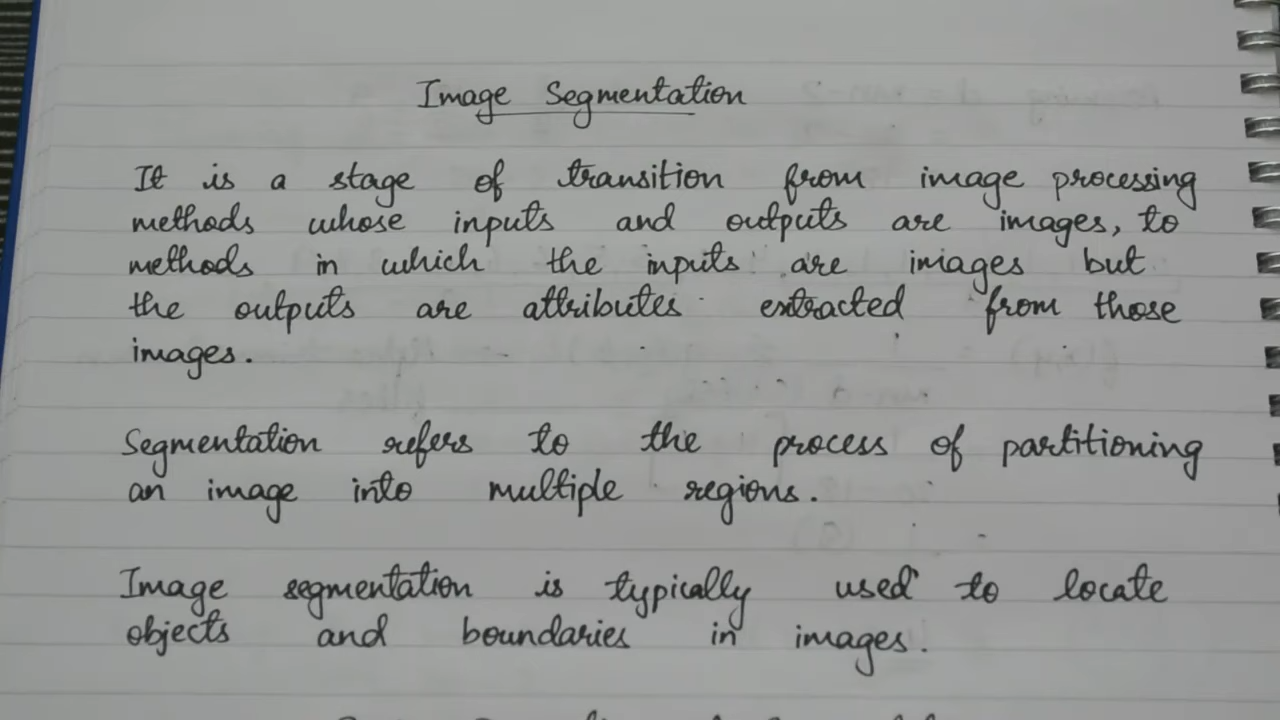 Image Segmentation
It is a stage of transition from image processing
methods whose inputs and outputs are images, to
methods in which the inputs are images but
the outputs are attributes extracted from those
images.
Segmentation refers to the process of partitioning
an image into multiple regions.
Image segmentation is typically used to locate
objects and boundaries in images.